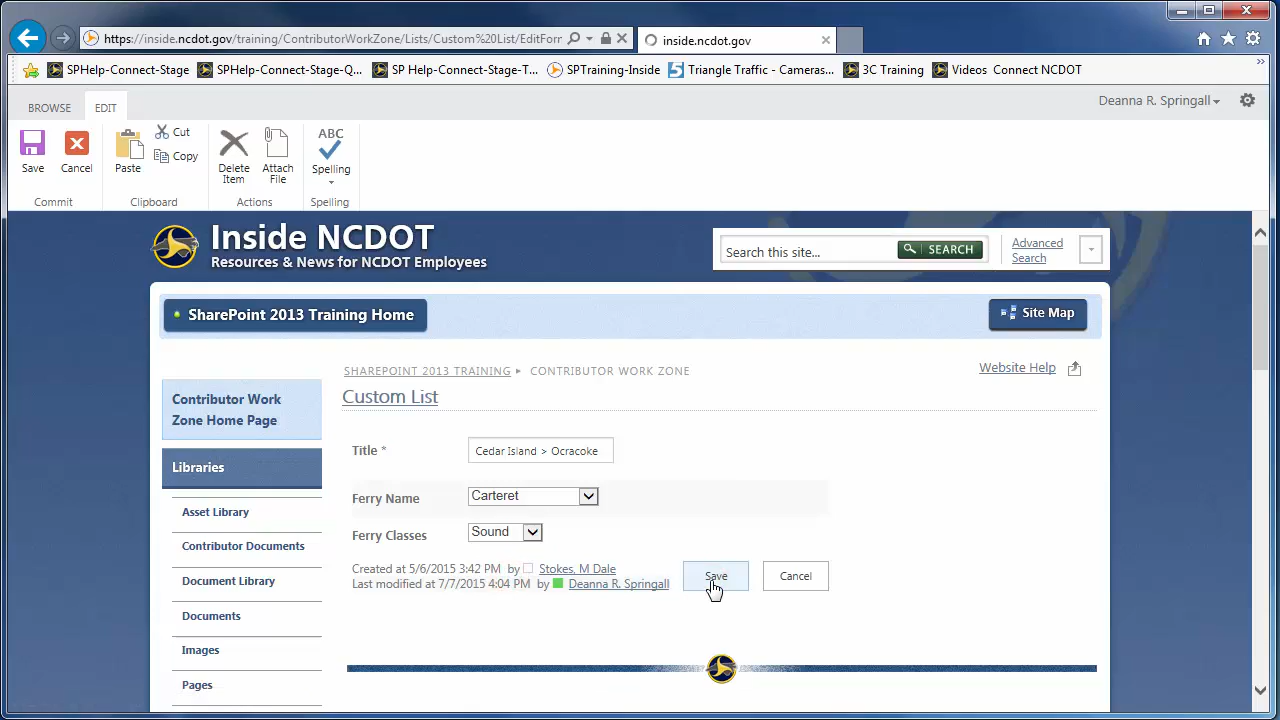 https://inside.ncdot.gov/training/ContributorWorkZone/Lists/Custom%20List/EditForr
inside.ncdot.gov
SPHelp-Connect-Stage
SPHelp-Connect-Stage-Q...
SP Help-Connect-Stage-T...
SPTraining-Inside
Triangle Traffic - Cameras...
3C Training
Videos Connect NCDOT
BROWSE
EDIT
Deanna R. Springall
Save
Cancel
Paste
Cut
Copy
Delete Item
Attach File
ABC
Spelling
Commit
Clipboard
Actions
Spelling
Inside NCDOT
Resources & News for NCDOT Employees
Search this site...
SEARCH
Advanced
Search
SharePoint 2013 Training Home
Site Map
SHAREPOINT 2013 TRAINING
CONTRIBUTOR WORK ZONE
Website Help
Custom List
Contributor Work
Zone Home Page
Libraries
Asset Library
Contributor Documents
Document Library
Documents
Images
Pages
Title *
Cedar Island > Ocracoke
Ferry Name
Carteret
Ferry Classes
Sound
Created at 5/6/2015 3:42 PM by Stokes, M Dale
Last modified at 7/7/2015 4:04 PM by Deanna R. Springall
Save
Cancel